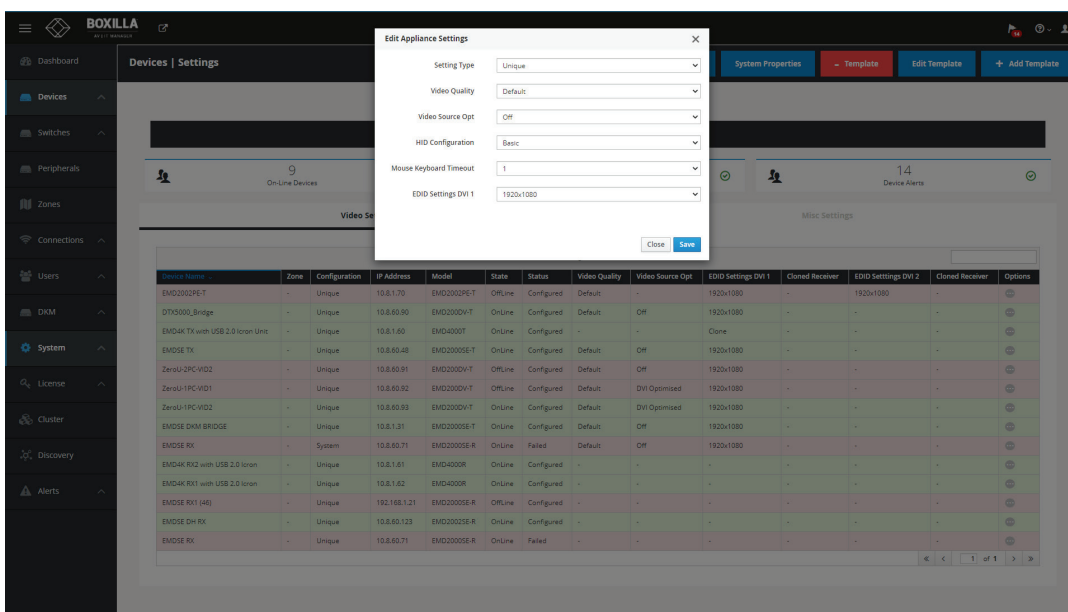 BOXILLA
Edit Appliance Settings ×
14
Dashboard
Devices | Settings
System Properties
– Template
Edit Template
+ Add Template
Setting Type Unique
Video Quality Default
Video Source Opt Off
HID Configuration Basic
Mouse Keyboard Timeout 1
EDID Settings DVI 1 1920x1080
Close Save
Devices
Switches
Peripherals
Zones
Connections
Users
DKM
System
License
Cluster
Discovery
Alerts
9
On-Line Devices
14
Device Alerts
Video Se
Misc Settings
Device Name Zone Configuration IP Address Model State Status Video Quality Video Source Opt EDID Settings DVI 1 Cloned Receiver EDID Setttings DVI 2 Cloned Receiver Options
EMD2002PE-T - Unique 10.8.1.70 EMD2002PE-T OffLine Configured Default - 1920x1080 - 1920x1080 -
DTX5000_Bridge - Unique 10.8.60.90 EMD200DV-T OnLine Configured Default Off 1920x1080 - - -
EMD4K TX with USB 2.0 Icron Unit - Unique 10.8.1.60 EMD4000T OnLine Configured - - Clone - - -
EMDSE TX - Unique 10.8.60.48 EMD2000SE-T OnLine Configured Default Off 1920x1080 - - -
ZeroU-2PC-VID2 - Unique 10.8.60.91 EMD200DV-T OffLine Configured Default Off 1920x1080 - - -
ZeroU-1PC-VID1 - Unique 10.8.60.92 EMD200DV-T OffLine Configured Default DVI Optimised 1920x1080 - - -
ZeroU-1PC-VID2 - Unique 10.8.60.93 EMD200DV-T OnLine Configured Default DVI Optimised 1920x1080 - - -
EMDSE DKM BRIDGE - Unique 10.8.1.31 EMD2000SE-T OnLine Configured Default Off 1920x1080 - - -
EMDSE RX - System 10.8.60.71 EMD2000SE-R OnLine Failed Default Off 1920x1080 - - -
EMD4K RX2 with USB 2.0 Icron - Unique 10.8.1.61 EMD4000R OnLine Configured - - - - - -
EMD4K RX1 with USB 2.0 Icron - Unique 10.8.1.62 EMD4000R OnLine Configured - - - - - -
EMDSE RX1 (46) - Unique 192.168.1.21 EMD2000SE-R OffLine Configured - - - - - -
EMDSE DH RX - Unique 10.8.60.123 EMD2002SE-R OnLine Configured - - - - - -
EMDSE RX - Unique 10.8.60.71 EMD2000SE-R OnLine Failed - - - - - -
1 of 1